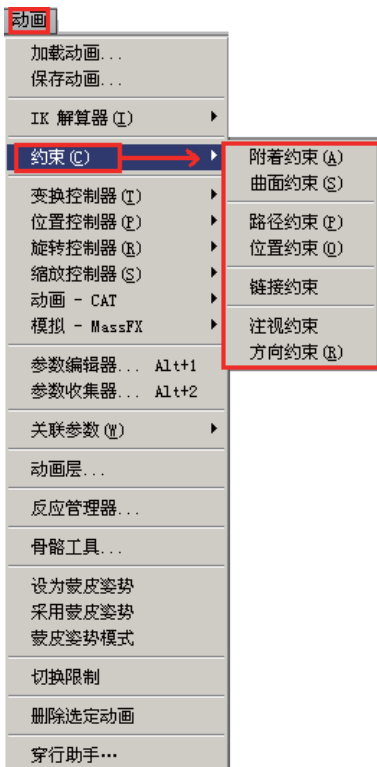 动画
加载动画...
保存动画...
IK 解算器(I)
约束(C)
变换控制器(T)
位置控制器(P)
旋转控制器(R)
缩放控制器(S)
动画 - CAT
模拟 - MassFX
参数编辑器... Alt+1
参数收集器... Alt+2
关联参数(W)
动画层...
反应管理器...
骨骼工具...
设为蒙皮姿势
采用蒙皮姿势
蒙皮姿势模式
切换限制
删除选定动画
穿行助手…
附着约束(A)
曲面约束(S)
路径约束(P)
位置约束(O)
链接约束
注视约束
方向约束(R)